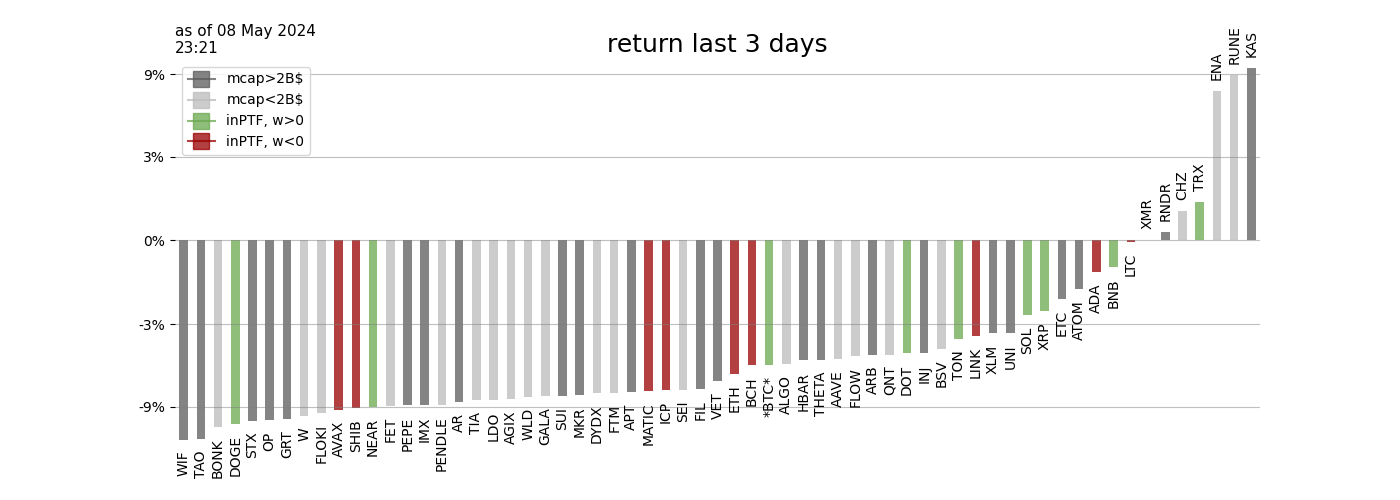 as of 08 May 2024
23:21
return last 3 days
mcap>2B$
mcap<2B$
inPTF, w>0
inPTF, w<0
9%
3%
0%
-3%
-9%
WIF
TAO
BONK
DOGE
STX
OP
GRT
W
FLOKI
AVAX
SHIB
NEAR
FET
PEPE
IMX
PENDLE
AR
TIA
LDO
AGIX
WLD
GALA
SUI
MKR
DYDX
FTM
APT
MATIC
ICP
SEI
FIL
VET
ETH
BCH
*BTC*
ALGO
HBAR
THETA
AAVE
FLOW
ARB
QNT
DOT
INJ
BSV
TON
LINK
XLM
UNI
SOL
XRP
ETC
ATOM
ADA
BNB
LTC
XMR
RNDR
CHZ
TRX
ENA
RUNE
KAS